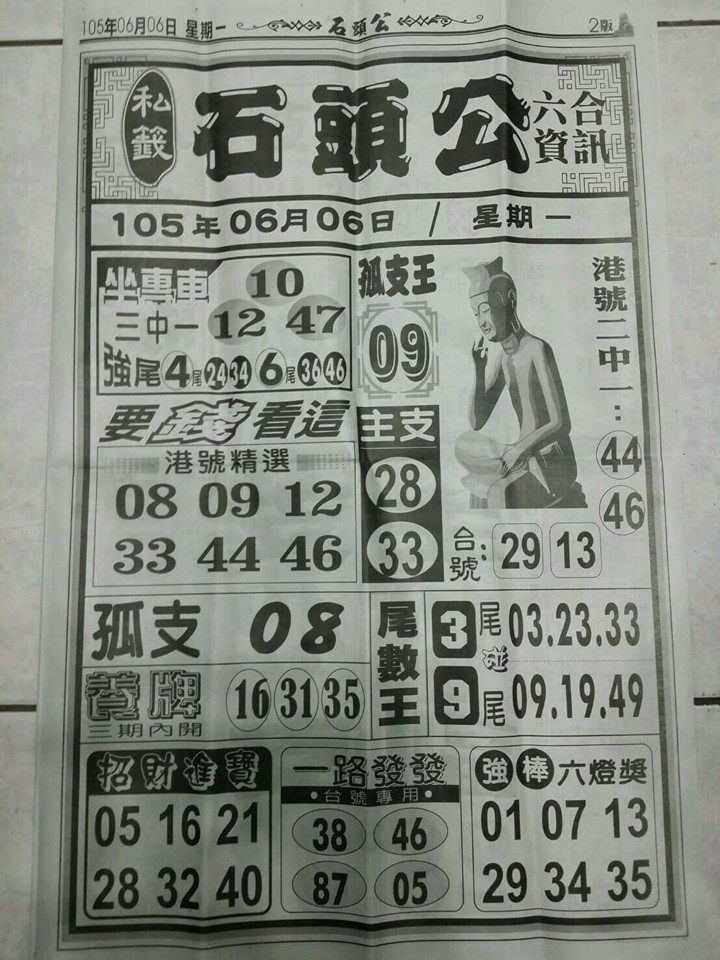 105年06月06日 星期一
石頭公
2版
私籤
石頭公
六合
資訊
105年06月06日 / 星期一
坐專車
三中一
10
12 47
強尾 4尾 24 34 6尾 36 46
孤支王
09
港號二中一：
44
46
要錢看這
港號精選
08 09 12
33 44 46
主支
28
33
台號：
29 13
孤支 08
養牌
三期內開
16 31 35
尾數王
3尾 03.23.33
碰
9尾 09.19.49
招財進寶
05 16 21
28 32 40
一路發發
•台號專用•
38 46
87 05
強棒六燈獎
01 07 13
29 34 35